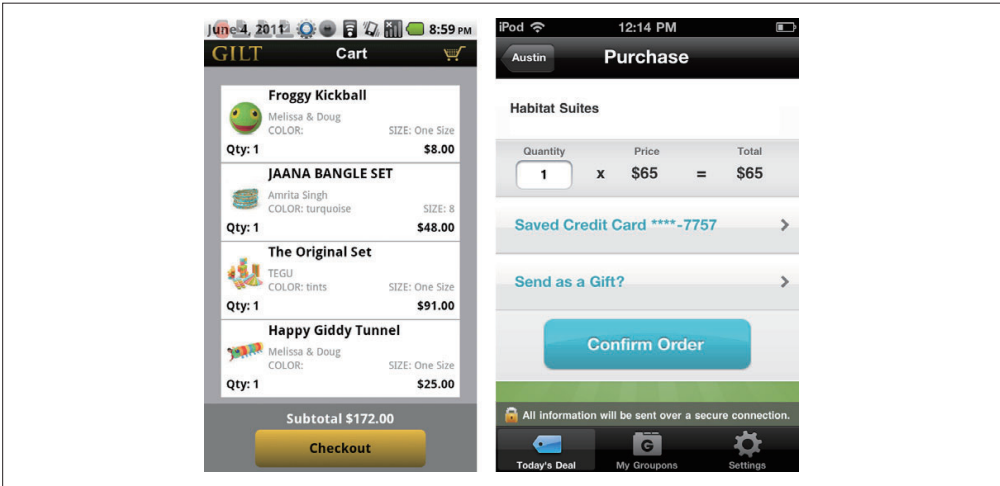 June 4, 2011 8:59 PM
GILT Cart
Froggy Kickball
Melissa & Doug
COLOR: SIZE: One Size
Qty: 1 $8.00
JAANA BANGLE SET
Amrita Singh
COLOR: turquoise SIZE: 8
Qty: 1 $48.00
The Original Set
TEGU
COLOR: tints SIZE: One Size
Qty: 1 $91.00
Happy Giddy Tunnel
Melissa & Doug
COLOR: SIZE: One Size
Qty: 1 $25.00
Subtotal $172.00
Checkout
iPod 12:14 PM
Austin Purchase
Habitat Suites
Quantity Price Total
1 x $65 = $65
Saved Credit Card ****-7757
Send as a Gift?
Confirm Order
All information will be sent over a secure connection.
G
Today's Deal My Groupons Settings